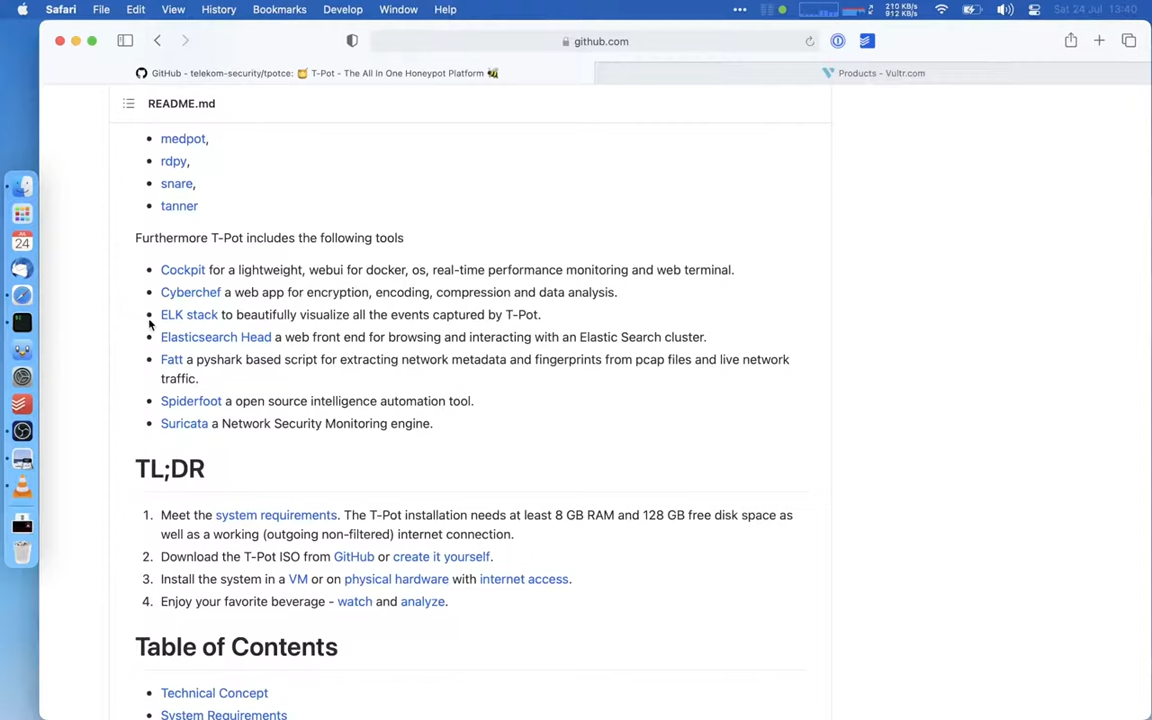 Safari File Edit View History Bookmarks Develop Window Help
210 KB/s
912 KB/s
Sat 24 Jul 13:40
github.com
GitHub - telekom-security/tpotce: 🍯 T-Pot - The All In One Honeypot Platform 🐝
Products - Vultr.com
README.md
• medpot,
• rdpy,
• snare,
• tanner
Furthermore T-Pot includes the following tools
• Cockpit for a lightweight, webui for docker, os, real-time performance monitoring and web terminal.
• Cyberchef a web app for encryption, encoding, compression and data analysis.
• ELK stack to beautifully visualize all the events captured by T-Pot.
• Elasticsearch Head a web front end for browsing and interacting with an Elastic Search cluster.
• Fatt a pyshark based script for extracting network metadata and fingerprints from pcap files and live network
traffic.
• Spiderfoot a open source intelligence automation tool.
• Suricata a Network Security Monitoring engine.
TL;DR
1. Meet the system requirements. The T-Pot installation needs at least 8 GB RAM and 128 GB free disk space as
well as a working (outgoing non-filtered) internet connection.
2. Download the T-Pot ISO from GitHub or create it yourself.
3. Install the system in a VM or on physical hardware with internet access.
4. Enjoy your favorite beverage - watch and analyze.
Table of Contents
• Technical Concept
• System Requirements
24